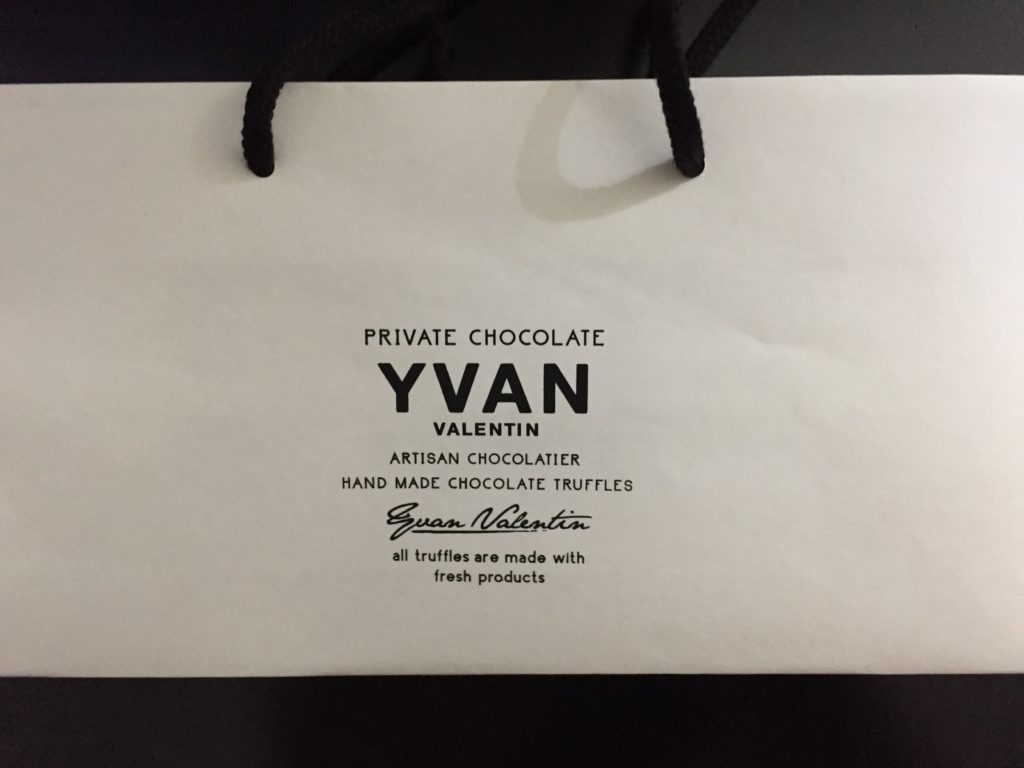 PRIVATE CHOCOLATE
YVAN
VALENTIN
ARTISAN CHOCOLATIER
HAND MADE CHOCOLATE TRUFFLES
Yvan Valentin
all truffles are made with
fresh products